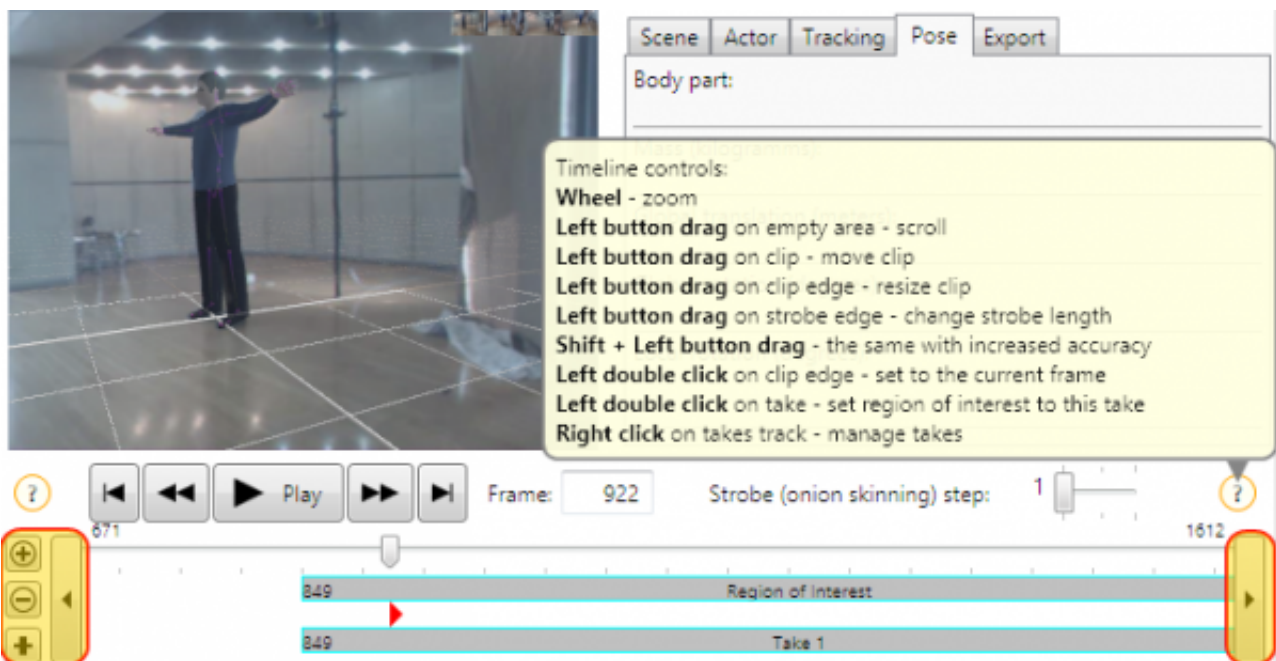 Scene Actor Tracking Pose Export
Body part:
Mass (kilogramms):
Timeline controls:
Wheel - zoom
Left button drag on empty area - scroll
Left button drag on clip - move clip
Left button drag on clip edge - resize clip
Left button drag on strobe edge - change strobe length
Shift + Left button drag - the same with increased accuracy
Left double click on clip edge - set to the current frame
Left double click on take - set region of interest to this take
Right click on takes track - manage takes
? Play Frame: 922 Strobe (onion skinning) step: 1 ?
671 1612
849 Region of Interest
849 Take 1